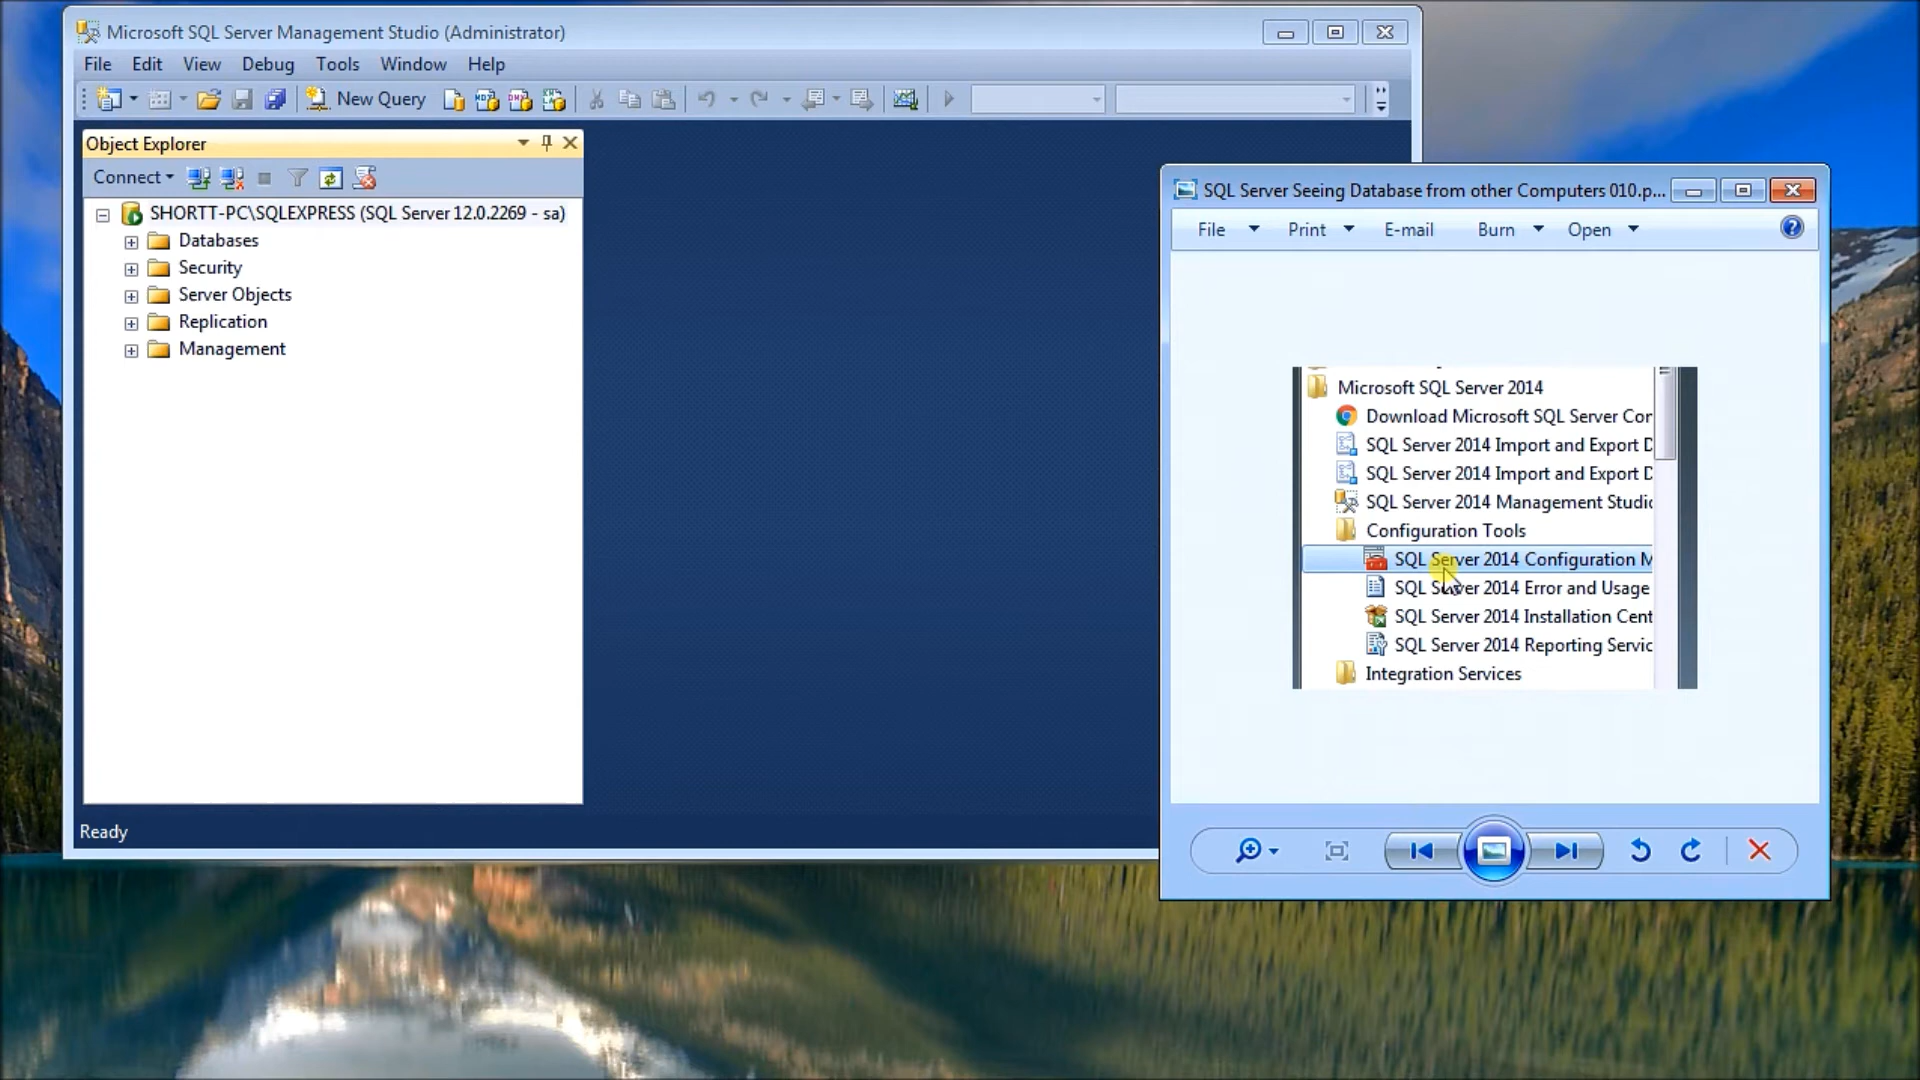 Microsoft SQL Server Management Studio (Administrator)
File Edit View Debug Tools Window Help
New Query
Object Explorer
Connect
SHORTT-PC\SQLEXPRESS (SQL Server 12.0.2269 - sa)
Databases
Security
Server Objects
Replication
Management
Ready
SQL Server Seeing Database from other Computers 010.p...
File Print E-mail Burn Open
Microsoft SQL Server 2014
Download Microsoft SQL Server Cor
SQL Server 2014 Import and Export D
SQL Server 2014 Import and Export D
SQL Server 2014 Management Studio
Configuration Tools
SQL Server 2014 Configuration M
SQL Server 2014 Error and Usage
SQL Server 2014 Installation Cent
SQL Server 2014 Reporting Servic
Integration Services